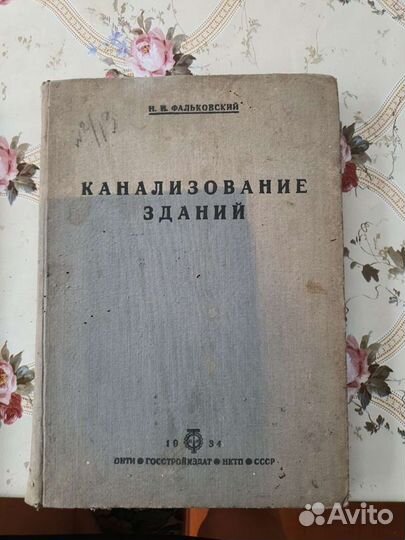 Н. И. ФАЛЬКОВСКИЙ
КАНАЛИЗОВАНИЕ
ЗДАНИЙ
19 34
ОНТИ ● ГОССТРОЙИЗДАТ ● НКТП ● СССР
Avito